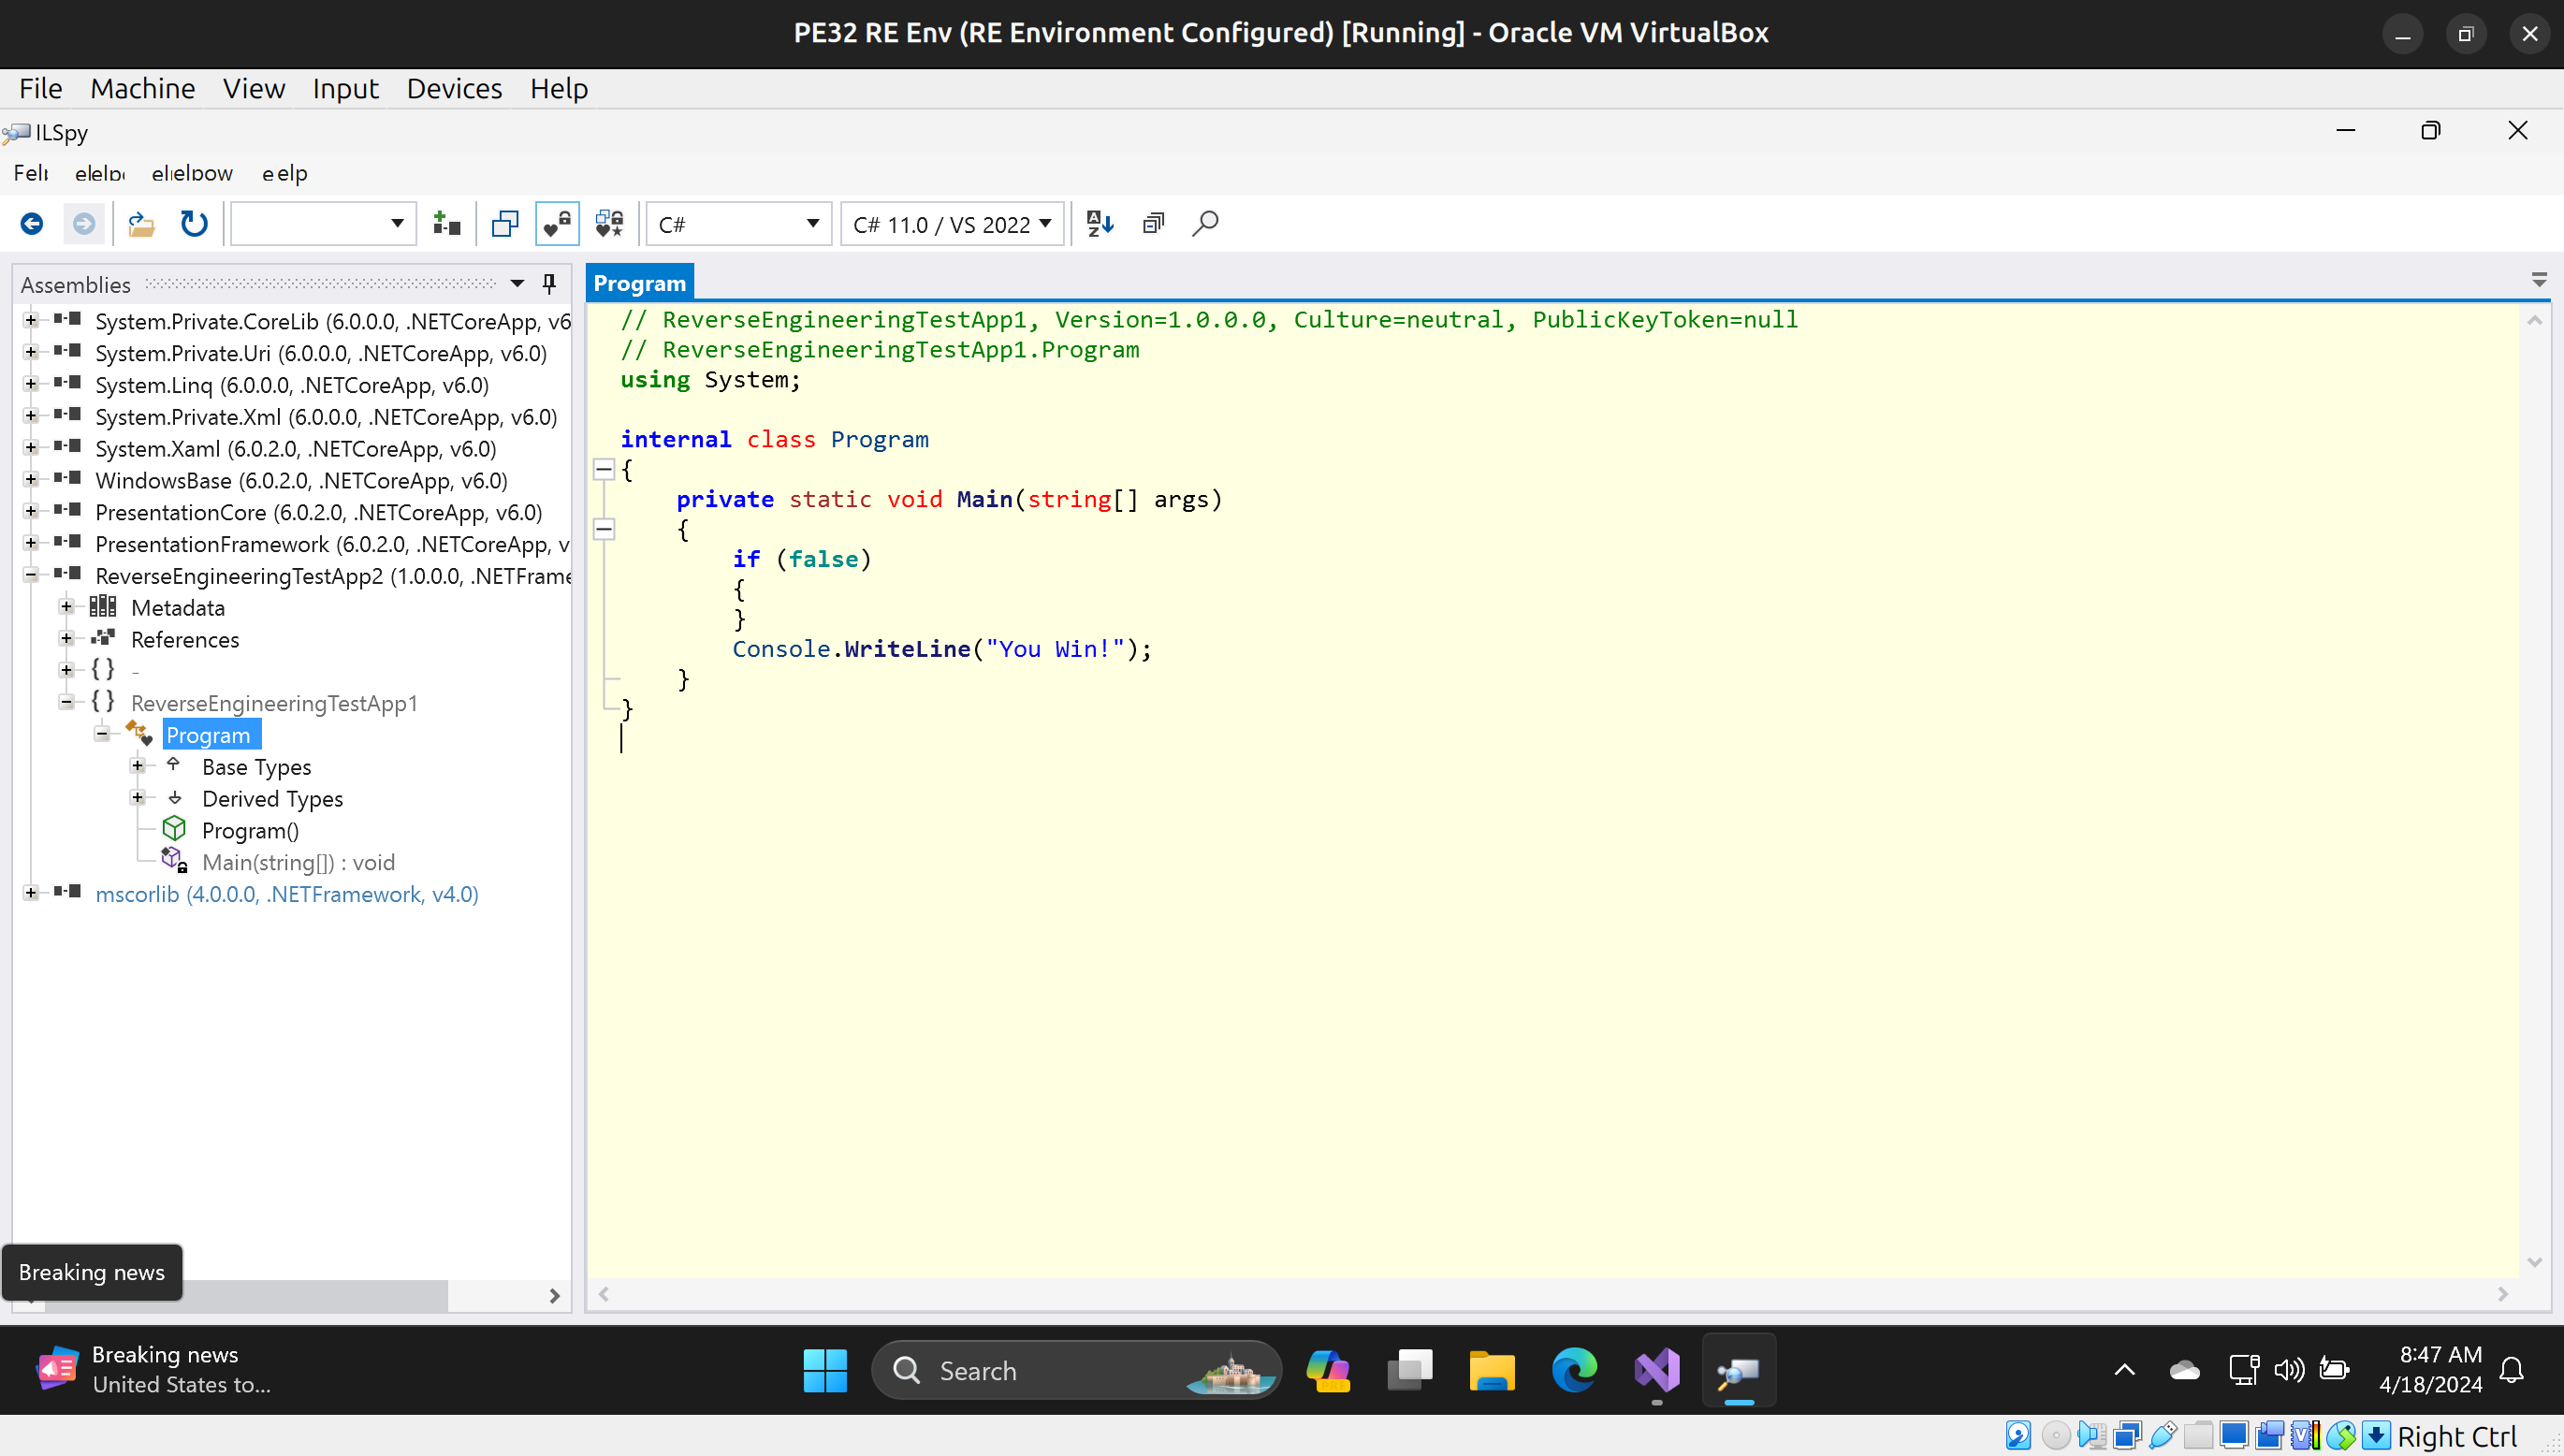 PE32 RE Env (RE Environment Configured) [Running] - Oracle VM VirtualBox
File Machine View Input Devices Help
ILSpy
C#
C# 11.0 / VS 2022
Assemblies
System.Private.CoreLib (6.0.0.0, .NETCoreApp, v6
System.Private.Uri (6.0.0.0, .NETCoreApp, v6.0)
System.Linq (6.0.0.0, .NETCoreApp, v6.0)
System.Private.Xml (6.0.0.0, .NETCoreApp, v6.0)
System.Xaml (6.0.2.0, .NETCoreApp, v6.0)
WindowsBase (6.0.2.0, .NETCoreApp, v6.0)
PresentationCore (6.0.2.0, .NETCoreApp, v6.0)
PresentationFramework (6.0.2.0, .NETCoreApp, v
ReverseEngineeringTestApp2 (1.0.0.0, .NETFrame
Metadata
References
{ } -
{ } ReverseEngineeringTestApp1
Program
Base Types
Derived Types
Program()
Main(string[]) : void
mscorlib (4.0.0.0, .NETFramework, v4.0)
Program
// ReverseEngineeringTestApp1, Version=1.0.0.0, Culture=neutral, PublicKeyToken=null
// ReverseEngineeringTestApp1.Program
using System;
internal class Program
{
private static void Main(string[] args)
{
if (false)
{
}
Console.WriteLine("You Win!");
}
}
Breaking news
Breaking news
United States to...
Search
8:47 AM
4/18/2024
Right Ctrl